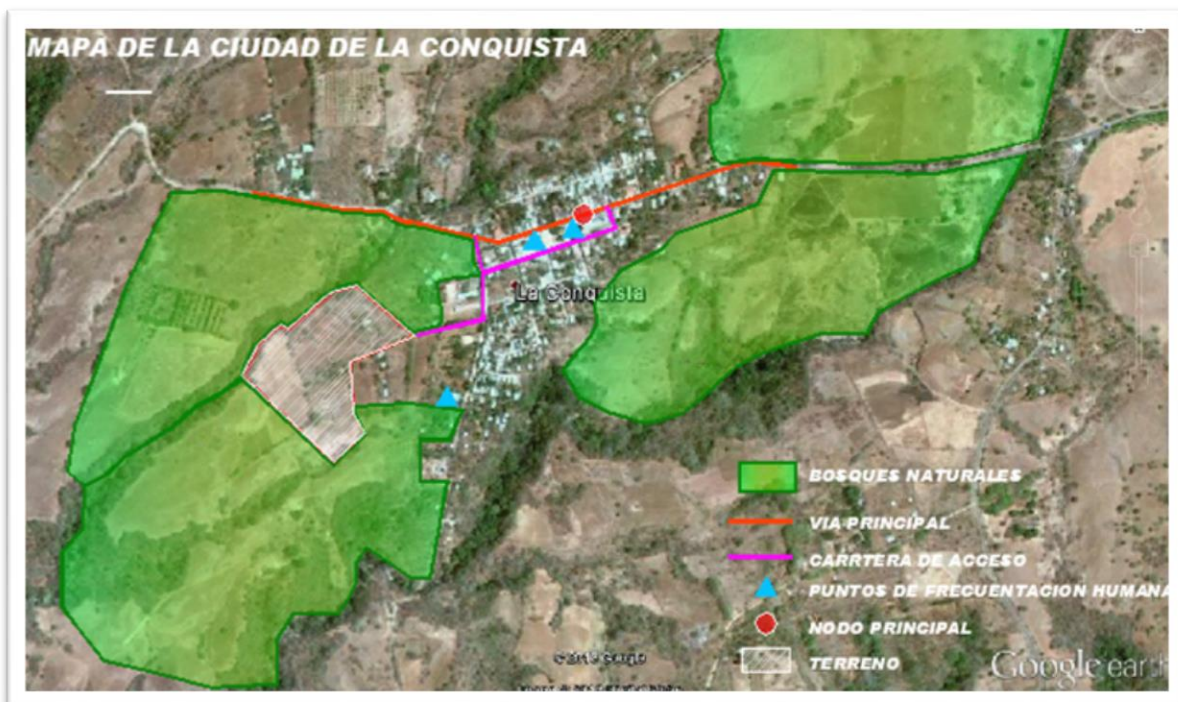 MAPA DE LA CIUDAD DE LA CONQUISTA
La Conquista
BOSQUES NATURALES
VIA PRINCIPAL
CARRTERA DE ACCESO
PUNTOS DE FRECUENTACION HUMANA
NODO PRINCIPAL
TERRENO
Google earth